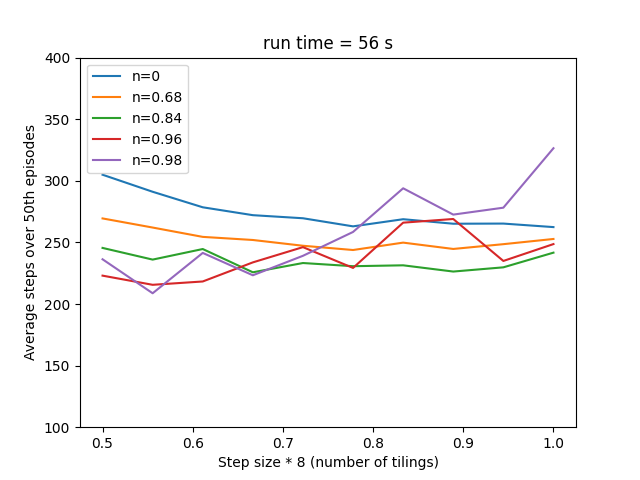 run time = 56 s
400
350
300
250
200
150
100
Average steps over 50th episodes
n=0
n=0.68
n=0.84
n=0.96
n=0.98
0.5 0.6 0.7 0.8 0.9 1.0
Step size * 8 (number of tilings)